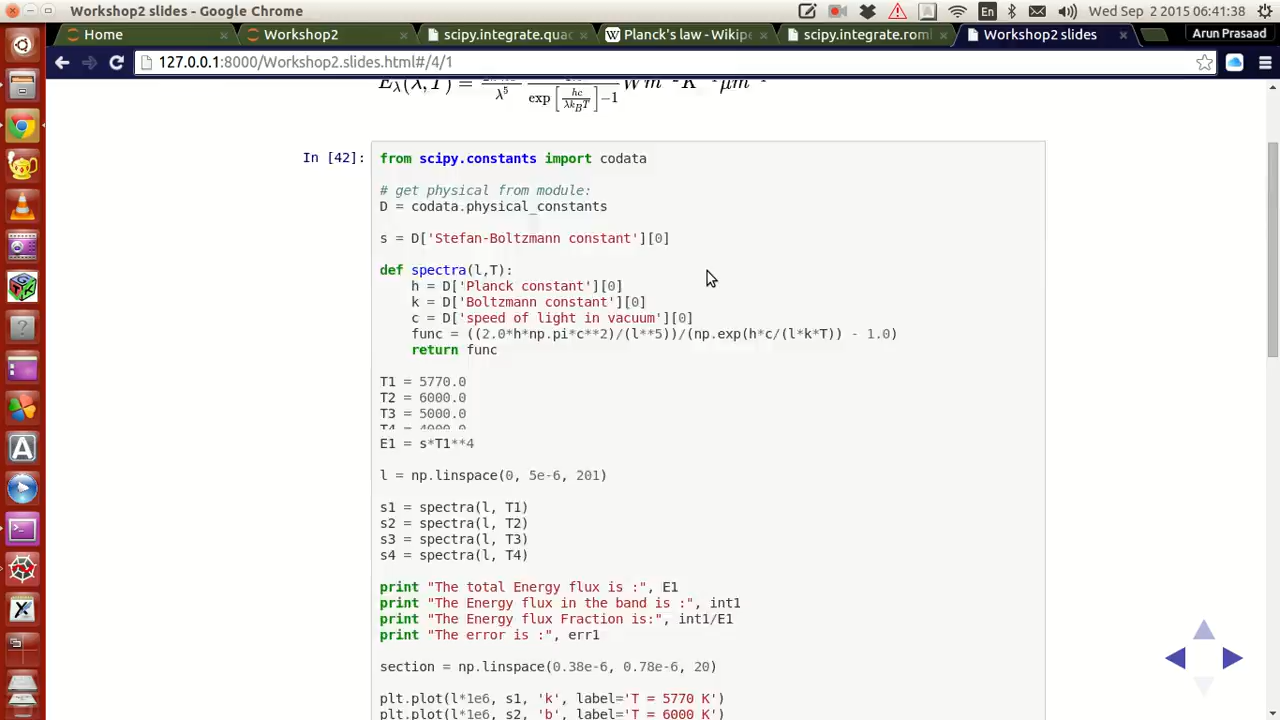 Workshop2 slides - Google Chrome
En
Wed Sep 2 2015 06:41:38
Home
Workshop2
scipy.integrate.quad
Planck's law - Wikipe
scipy.integrate.rom
Workshop2 slides
Arun Prasaad
127.0.0.1:8000/Workshop2.slides.html#/4/1
In [42]:
from scipy.constants import codata
# get physical from module:
D = codata.physical_constants
s = D['Stefan-Boltzmann constant'][0]
def spectra(l,T):
h = D['Planck constant'][0]
k = D['Boltzmann constant'][0]
c = D['speed of light in vacuum'][0]
func = ((2.0*h*np.pi*c**2)/(l**5))/(np.exp(h*c/(l*k*T)) - 1.0)
return func
T1 = 5770.0
T2 = 6000.0
T3 = 5000.0
T4 = 4000.0
E1 = s*T1**4
l = np.linspace(0, 5e-6, 201)
s1 = spectra(l, T1)
s2 = spectra(l, T2)
s3 = spectra(l, T3)
s4 = spectra(l, T4)
print "The total Energy flux is :", E1
print "The Energy flux in the band is :", int1
print "The Energy flux Fraction is:", int1/E1
print "The error is :", err1
section = np.linspace(0.38e-6, 0.78e-6, 20)
plt.plot(l*1e6, s1, 'k', label='T = 5770 K')
plt.plot(l*1e6, s2, 'b', label='T = 6000 K')